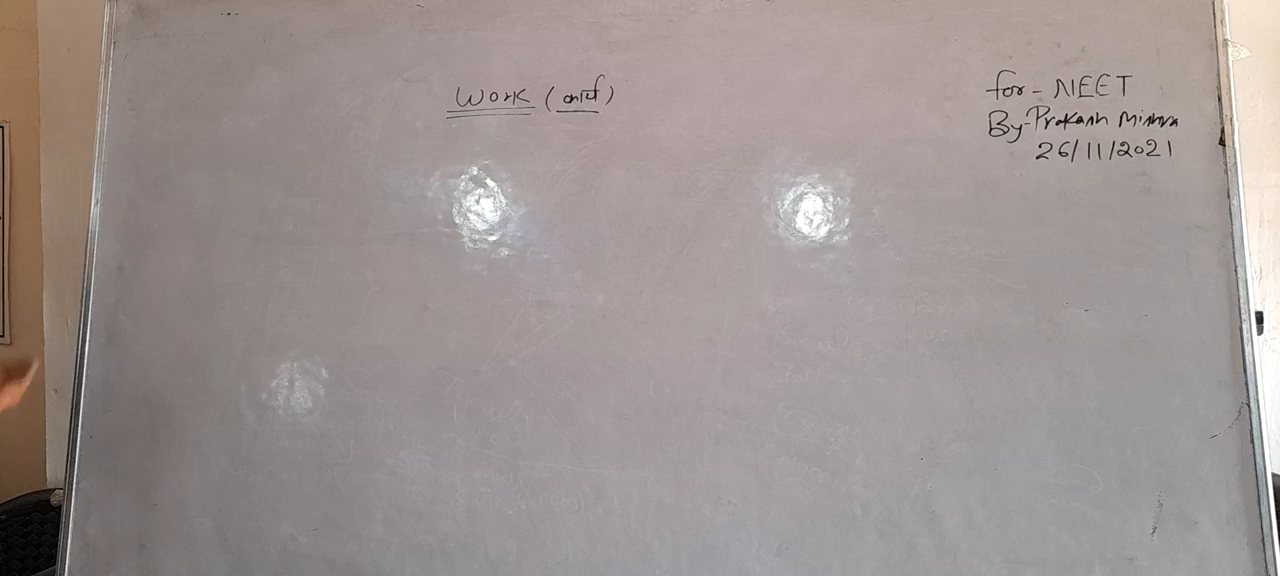 Work (कार्य)
for - NEET
By- Prakash Mishra
26/11/2021